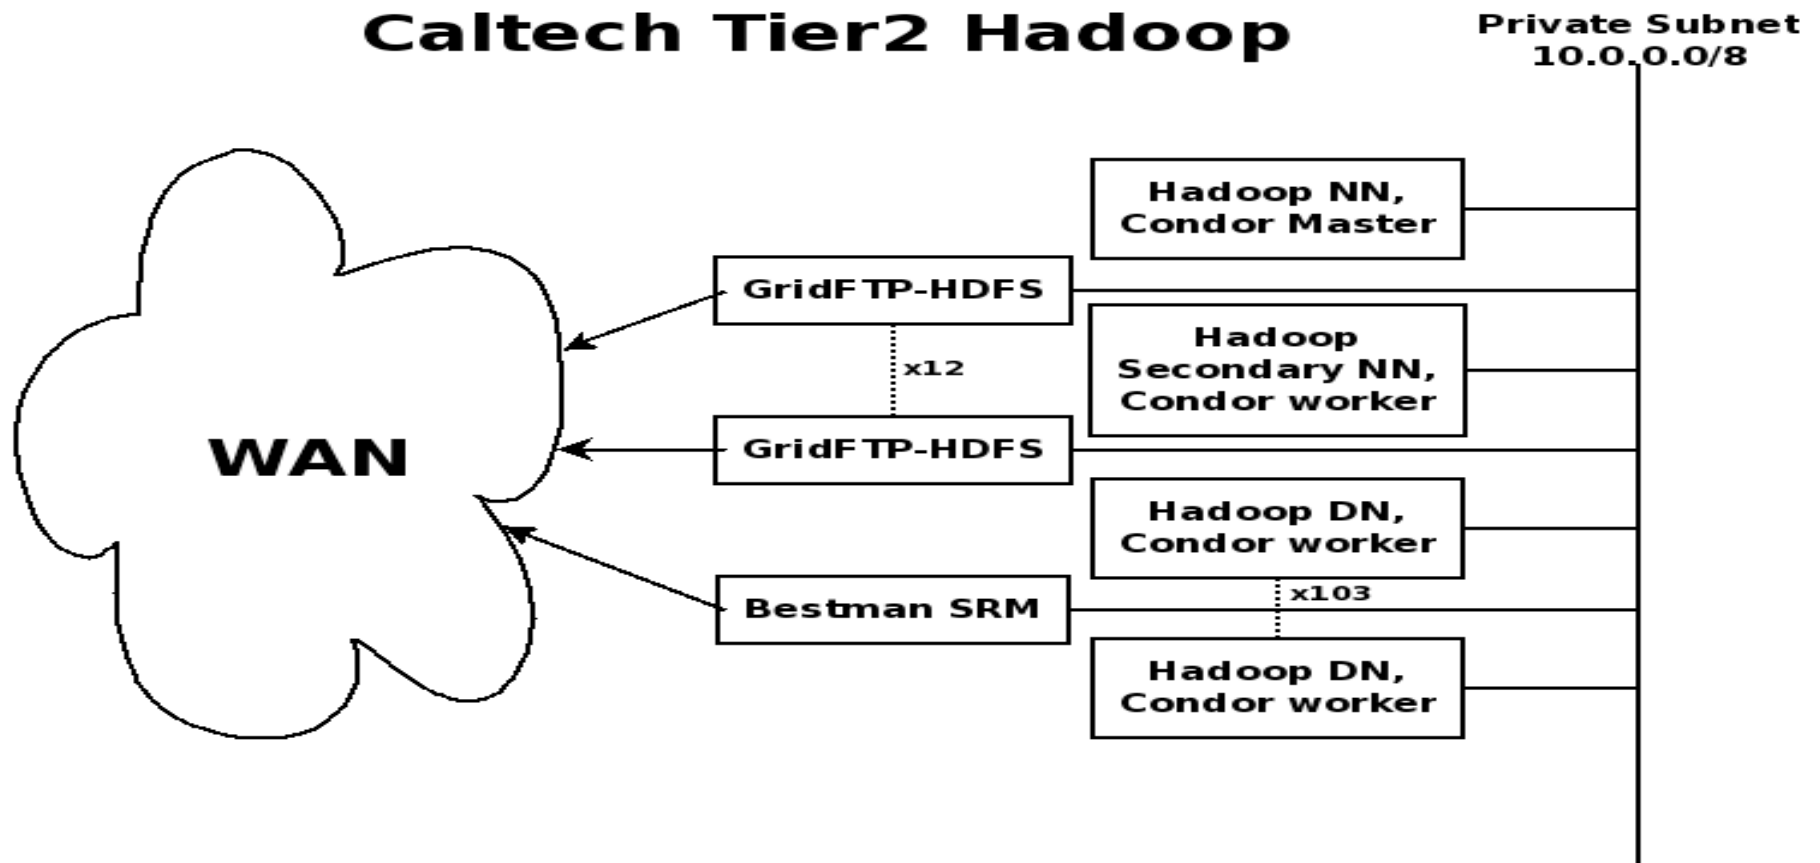 Caltech Tier2 Hadoop
Private Subnet
10.0.0.0/8
Hadoop NN,
Condor Master
GridFTP-HDFS
Hadoop
Secondary NN,
Condor worker
x12
WAN
GridFTP-HDFS
Hadoop DN,
Condor worker
x103
Bestman SRM
Hadoop DN,
Condor worker